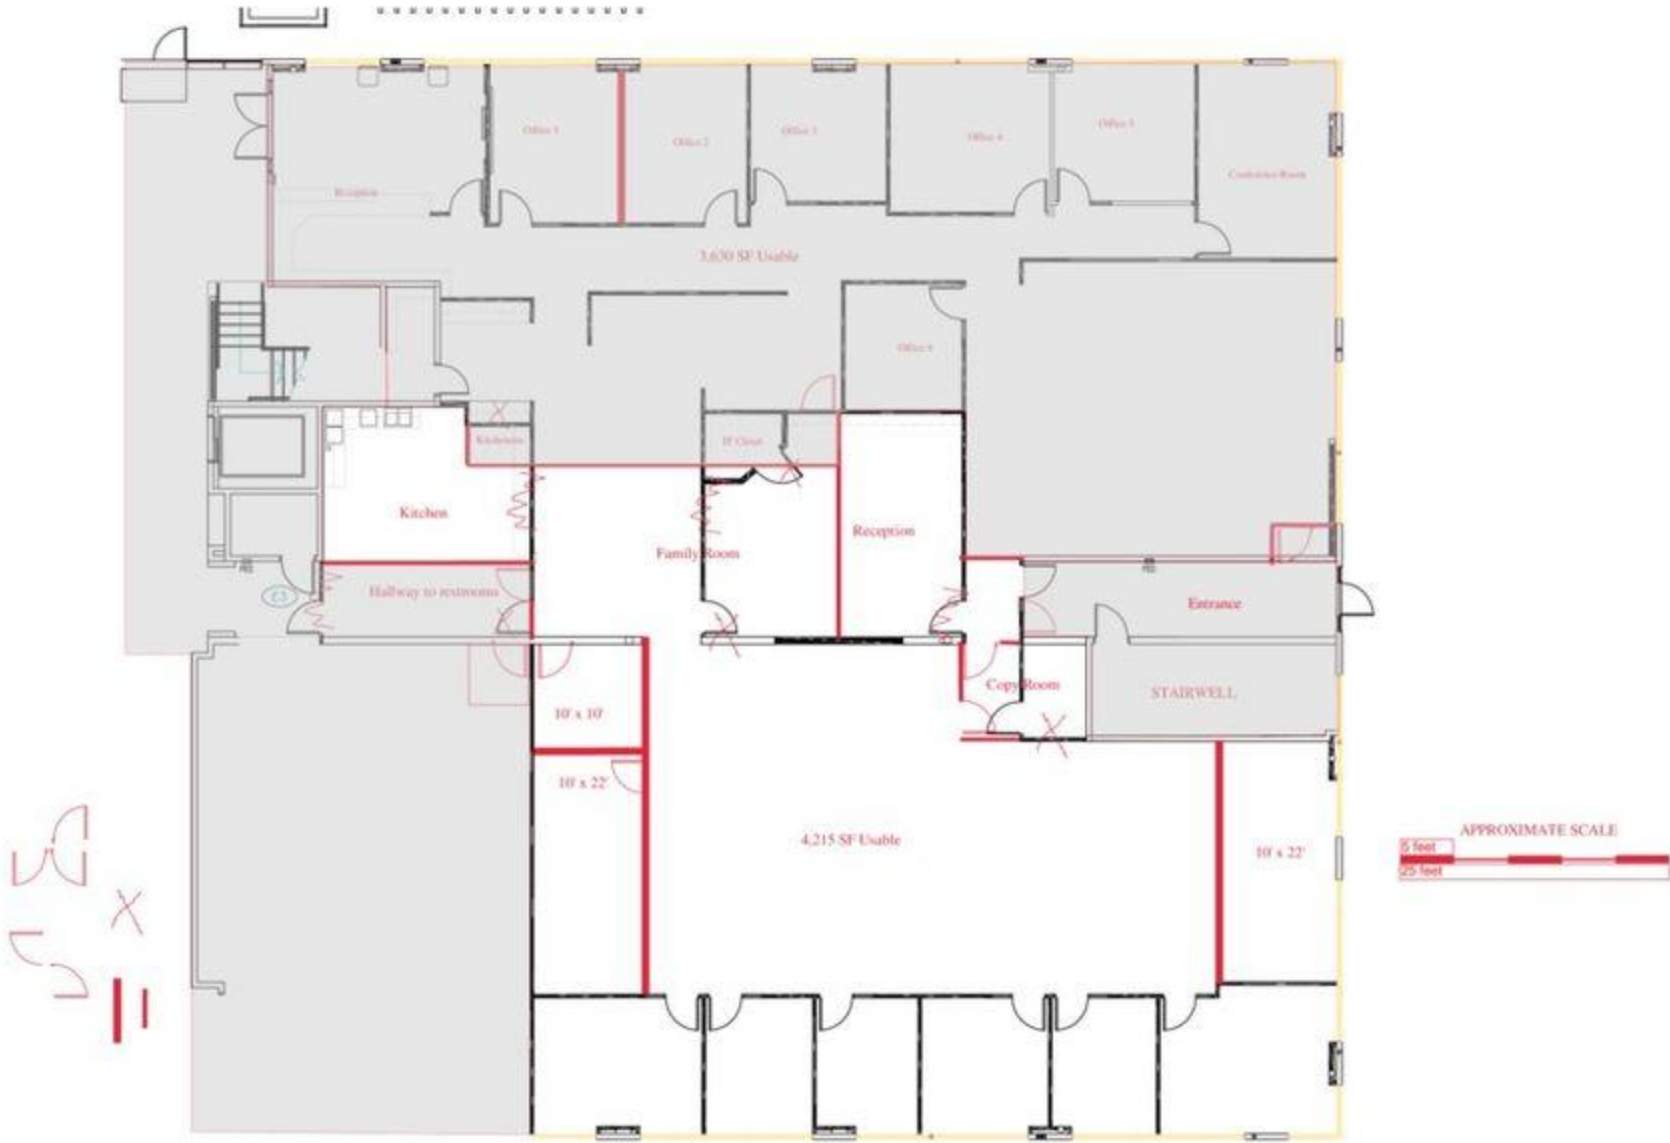 Office 1
Office 2
Office 3
Office 4
Office 5
Conference Room
Reception
3,630 SF Usable
Office 6
Kitchenette
IT Closet
Kitchen
Reception
Family Room
Hallway to restrooms
Entrance
Copy Room
STAIRWELL
10' x 10'
10' x 22'
4,215 SF Usable
10' x 22'
APPROXIMATE SCALE
5 feet
25 feet